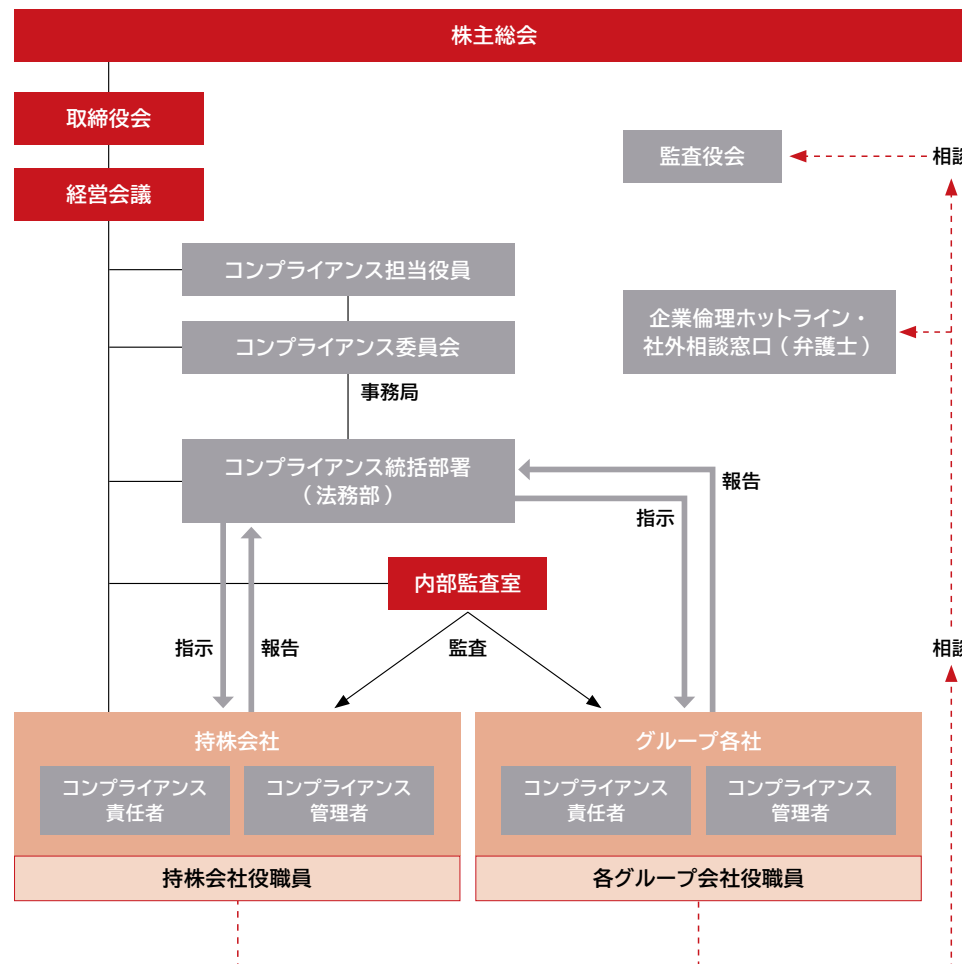 株主総会
取締役会
経営会議
監査役会
相談
コンプライアンス担当役員
企業倫理ホットライン・
社外相談窓口（弁護士）
コンプライアンス委員会
事務局
コンプライアンス統括部署
（法務部）
報告
指示
内部監査室
指示
報告
監査
相談
持株会社
グループ各社
コンプライアンス
責任者
コンプライアンス
管理者
コンプライアンス
責任者
コンプライアンス
管理者
持株会社役職員
各グループ会社役職員